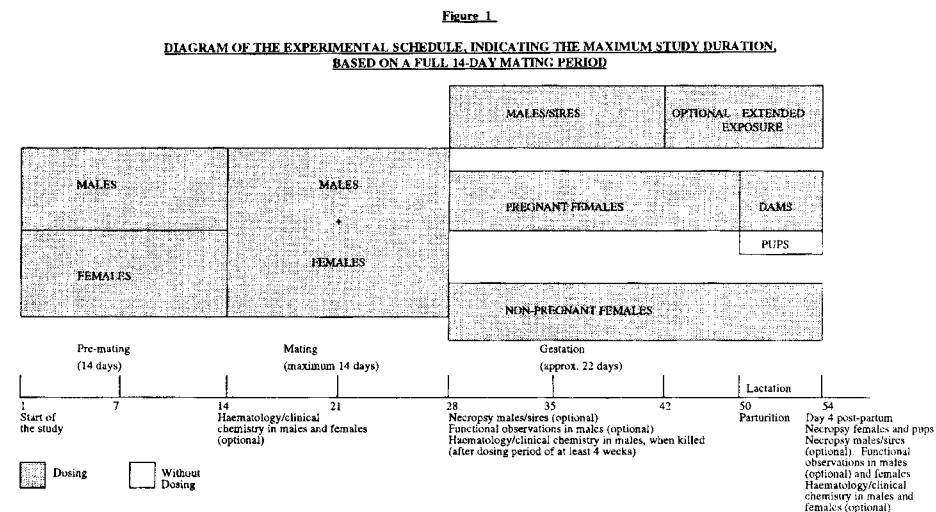 Figure 1
DIAGRAM OF THE EXPERIMENTAL SCHEDULE, INDICATING THE MAXIMUM STUDY DURATION,
BASED ON A FULL 14-DAY MATING PERIOD
MALES/SIRES
OPTIONAL EXTENDED
EXPOSURE
MALES
MALES
+
FEMALES
FEMALES
PREGNANT FEMALES
DAMS
PUPS
NON-PREGNANT FEMALES
Pre-mating
(14 days)
Mating
(maximum 14 days)
Gestation
(approx. 22 days)
Lactation
1 7 14 21 28 35 42 50 54
Start of
the study
Haematology/clinical
chemistry in males and females
(optional)
Necropsy males/sires (optional)
Functional observations in males (optional)
Haematology/clinical chemistry in males, when killed
(after dosing period of at least 4 weeks)
Parturition
Day 4 post-partum
Necropsy females and pups
Necropsy males/sires
(optional). Functional
observations in males
(optional) and females
Haematology/clinical
chemistry in males and
females (optional)
Dosing
Without
Dosing